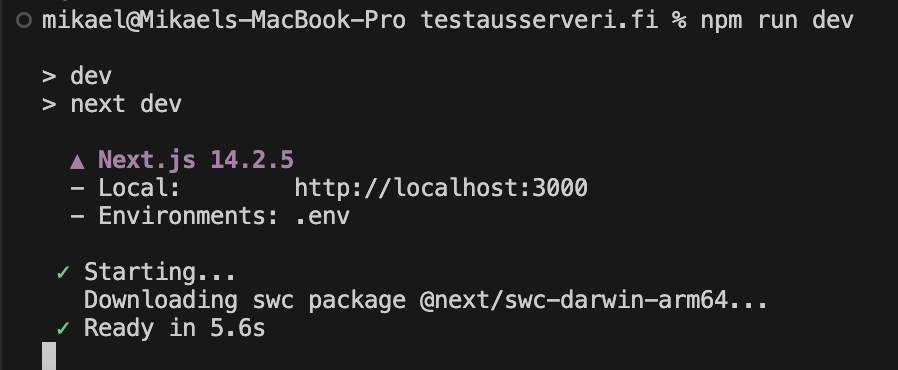 mikael@Mikaels-MacBook-Pro testausserveri.fi % npm run dev
> dev
> next dev
▲ Next.js 14.2.5
- Local: http://localhost:3000
- Environments: .env
✓ Starting...
Downloading swc package @next/swc-darwin-arm64...
✓ Ready in 5.6s